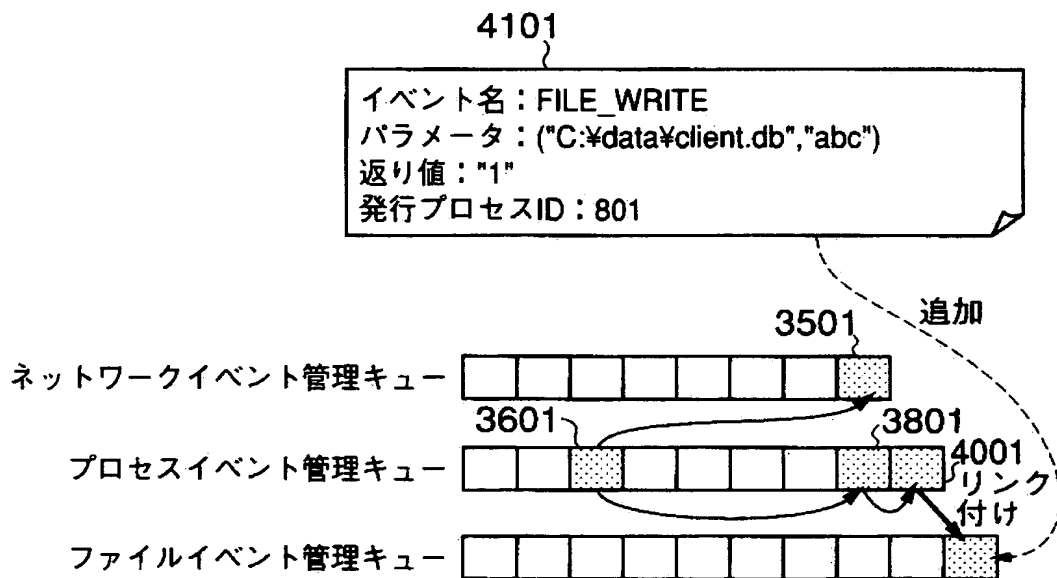 4101
イベント名：FILE_WRITE
パラメータ：("C:¥data¥client.db","abc")
返り値："1"
発行プロセスID：801
追加
3501
ネットワークイベント管理キュー
3601
3801
プロセスイベント管理キュー
4001
リンク
付け
ファイルイベント管理キュー